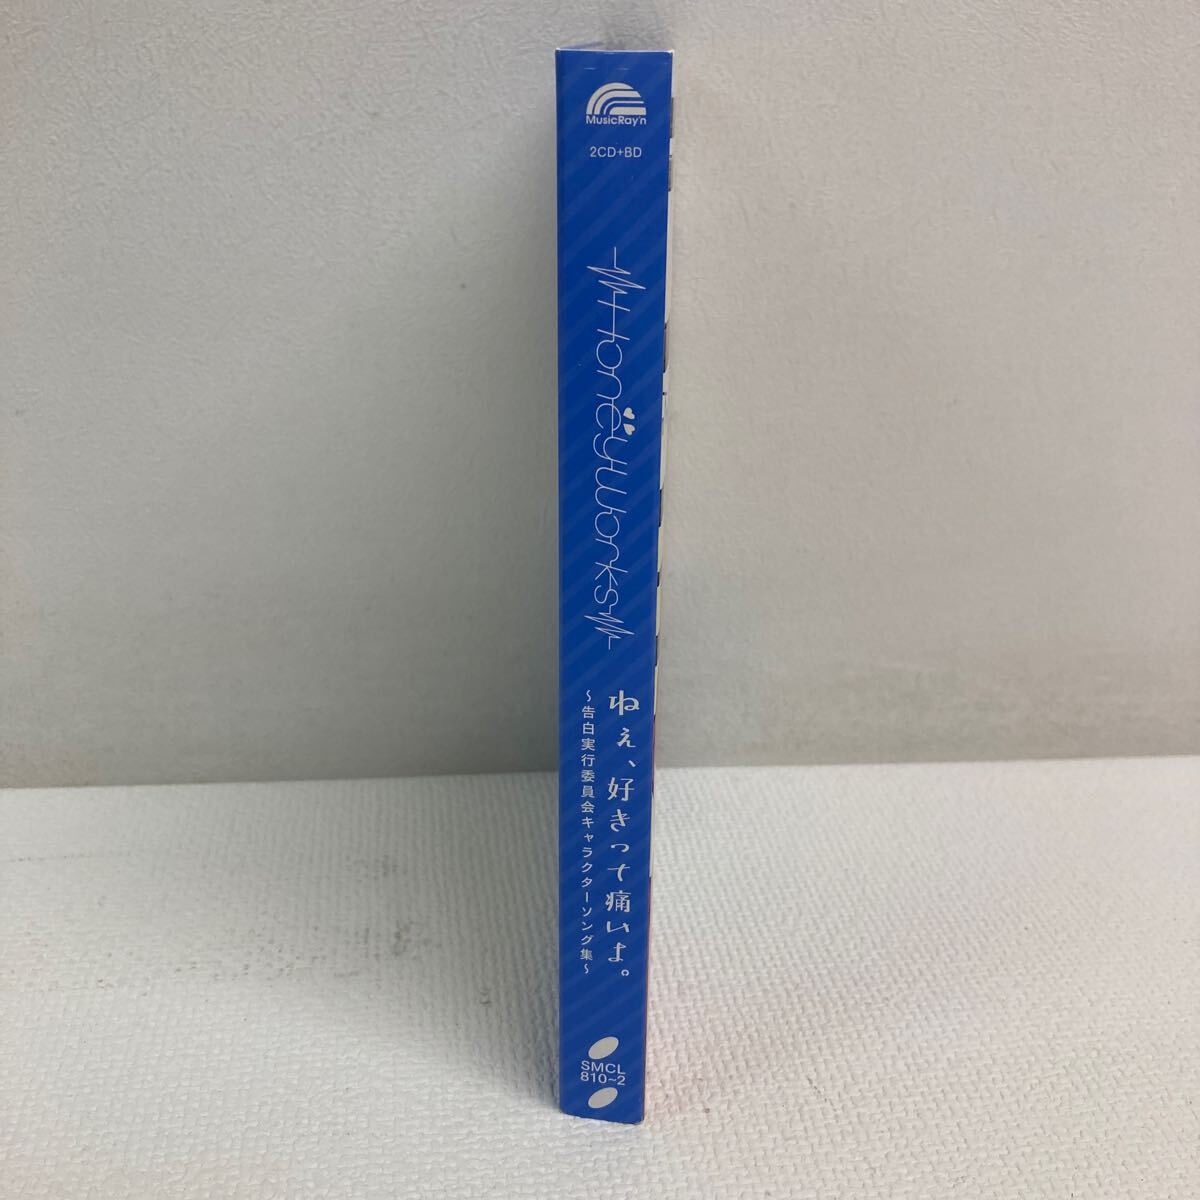 MusicRay'n
2CD+BD
HoneyWorks
ねぇ、好きって痛いよ。
～告白実行委員会キャラクターソング集～
SMCL
810~2